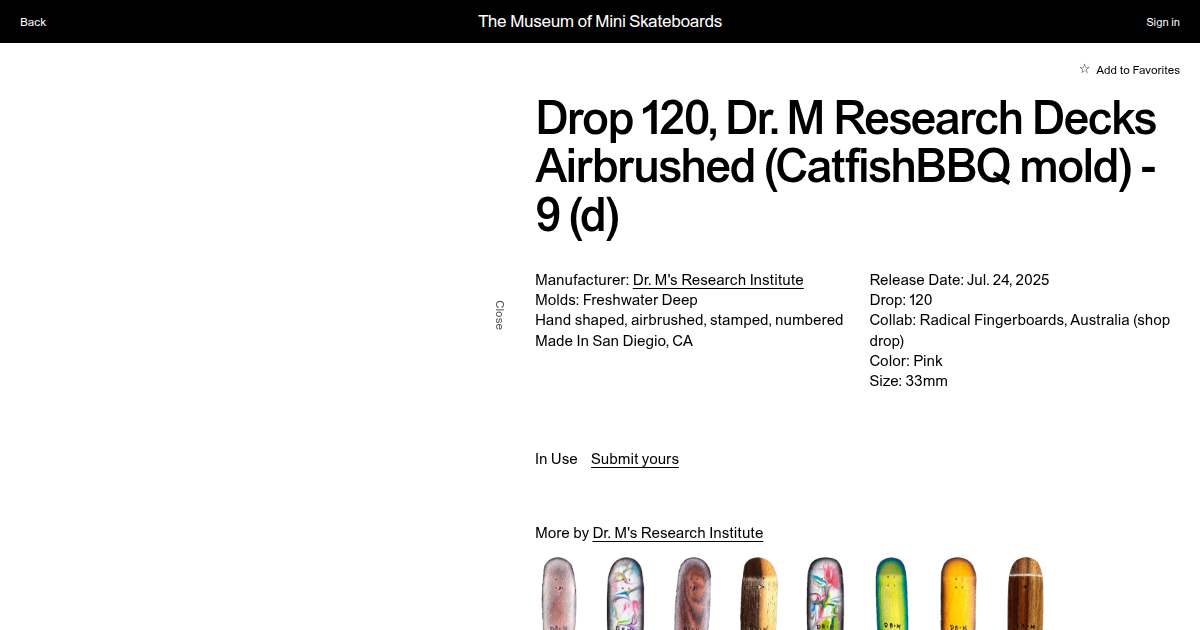 Back
The Museum of Mini Skateboards
Sign in
☆ Add to Favorites
Drop 120, Dr. M Research Decks
Airbrushed (CatfishBBQ mold) -
9 (d)
Manufacturer: Dr. M's Research Institute
Molds: Freshwater Deep
Hand shaped, airbrushed, stamped, numbered
Made In San Diegio, CA
Release Date: Jul. 24, 2025
Drop: 120
Collab: Radical Fingerboards, Australia (shop
drop)
Color: Pink
Size: 33mm
Close
In Use Submit yours
More by Dr. M's Research Institute